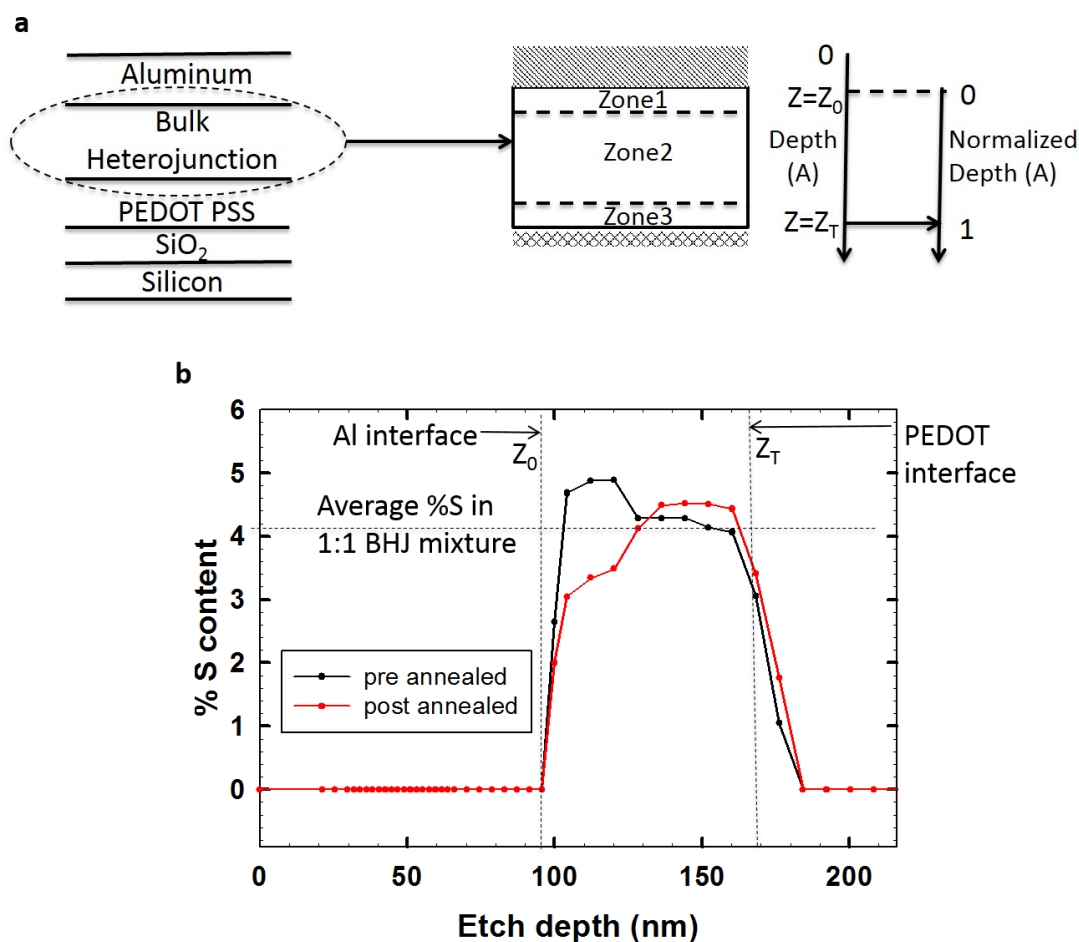 a
Aluminum
Bulk
Heterojunction
PEDOT PSS
SiO2
Silicon
Zone1
Zone2
Zone3
0
Z=Z0
Depth
(A)
Z=ZT
0
Normalized
Depth (A)
1
b
6
5
4
3
2
1
0
% S content
Al interface
Z0
ZT
PEDOT
interface
Average %S in
1:1 BHJ mixture
pre annealed
post annealed
0
50
100
150
200
Etch depth (nm)